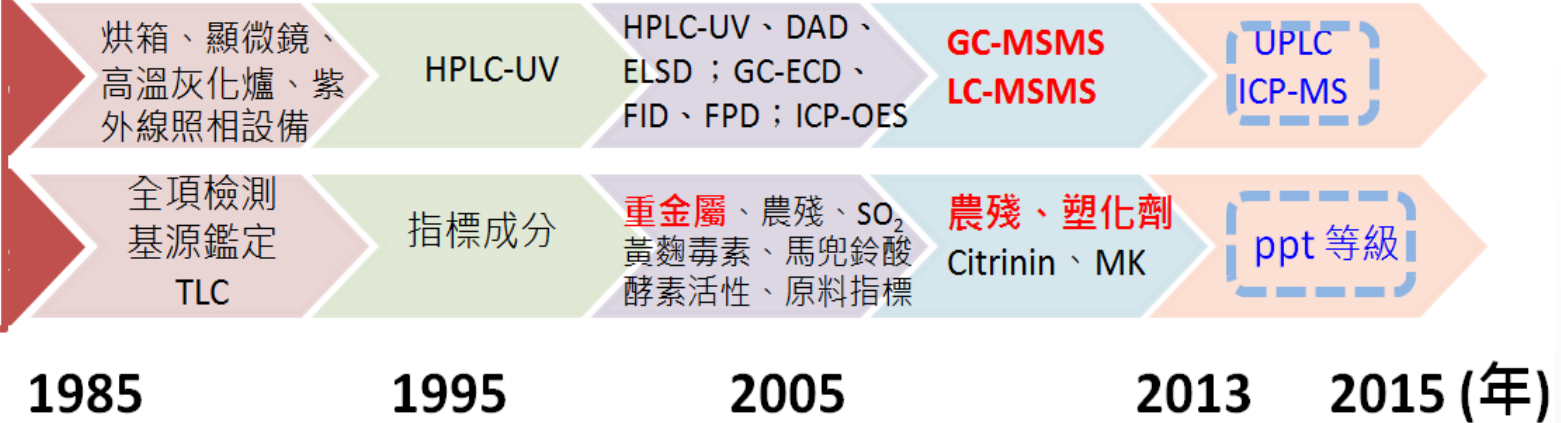 烘箱、顯微鏡、
高溫灰化爐、紫
外線照相設備
HPLC-UV
HPLC-UV、DAD、
ELSD；GC-ECD、
FID、FPD；ICP-OES
GC-MSMS
LC-MSMS
UPLC
ICP-MS
全項檢測
基源鑑定
TLC
指標成分
重金屬、農殘、SO₂
黃麴毒素、馬兜鈴酸
酵素活性、原料指標
農殘、塑化劑
Citrinin、MK
ppt 等級
1985 1995 2005 2013 2015 (年)